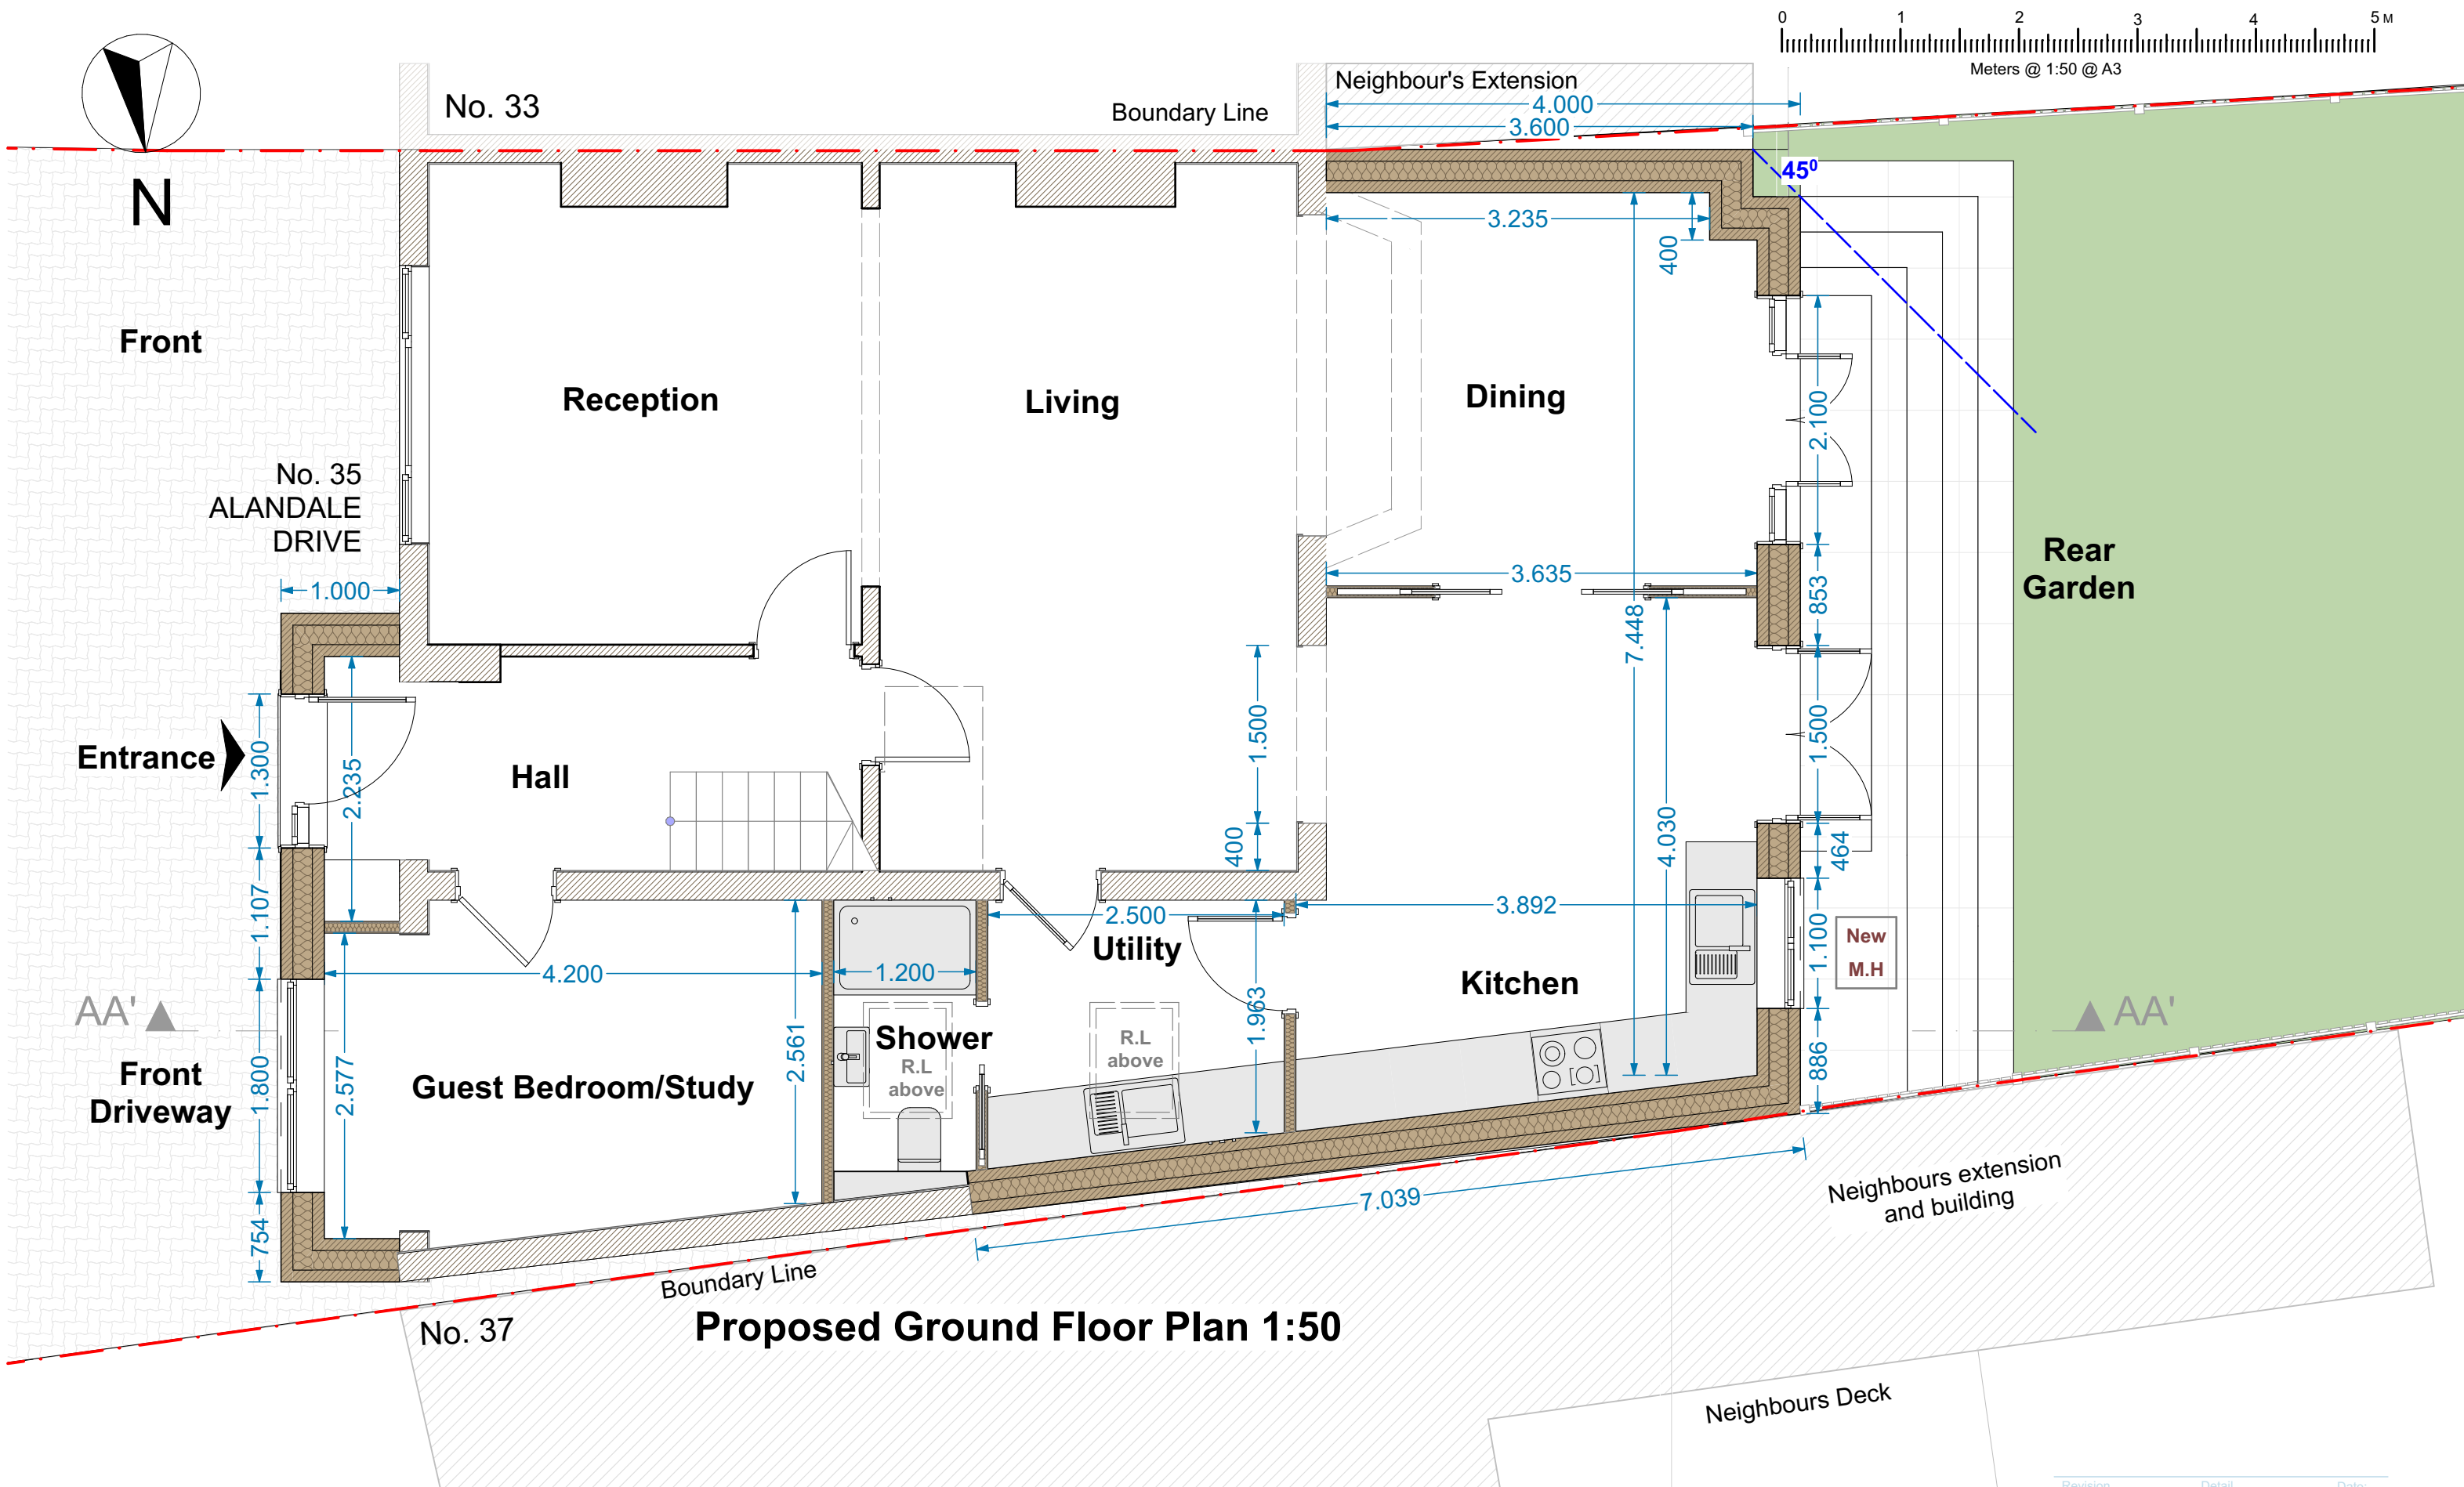 0 1 2 3 4 5 M
Meters @ 1:50 @ A3
Neighbour's Extension
No. 33
Boundary Line
4.000
3.600
45⁰
N
3.235
400
Front
Reception
Living
Dining
2.100
No. 35
ALANDALE
DRIVE
Rear
Garden
1.000
3.635
853
7.448
Entrance
1.300
2.235
Hall
1.500
1.500
4.030
400
464
1.107
2.500
3.892
Utility
New
M.H
1.100
4.200
1.200
Kitchen
AA'
AA'
1.963
Shower
R.L
above
R.L
above
2.561
886
Front
Driveway
1.800
2.577
Guest Bedroom/Study
754
7.039
Neighbours extension
and building
Boundary Line
No. 37
Proposed Ground Floor Plan 1:50
Neighbours Deck
Revision Detail Date: